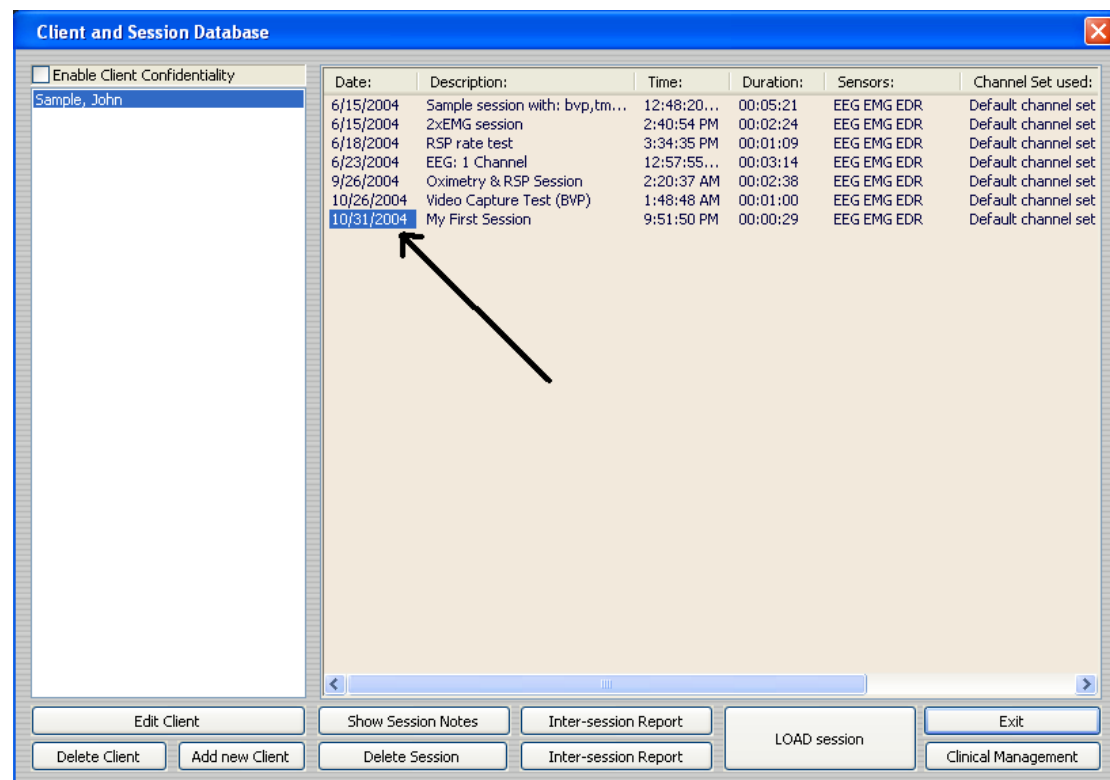 Client and Session Database
Enable Client Confidentiality
Sample, John
Date: Description: Time: Duration: Sensors: Channel Set used:
6/15/2004 Sample session with: bvp,tm... 12:48:20... 00:05:21 EEG EMG EDR Default channel set
6/15/2004 2xEMG session 2:40:54 PM 00:02:24 EEG EMG EDR Default channel set
6/18/2004 RSP rate test 3:34:35 PM 00:01:09 EEG EMG EDR Default channel set
6/23/2004 EEG: 1 Channel 12:57:55... 00:03:14 EEG EMG EDR Default channel set
9/26/2004 Oximetry & RSP Session 2:20:37 AM 00:02:38 EEG EMG EDR Default channel set
10/26/2004 Video Capture Test (BVP) 1:48:48 AM 00:01:00 EEG EMG EDR Default channel set
10/31/2004 My First Session 9:51:50 PM 00:00:29 EEG EMG EDR Default channel set
Edit Client Show Session Notes Inter-session Report LOAD session Exit
Delete Client Add new Client Delete Session Inter-session Report Clinical Management